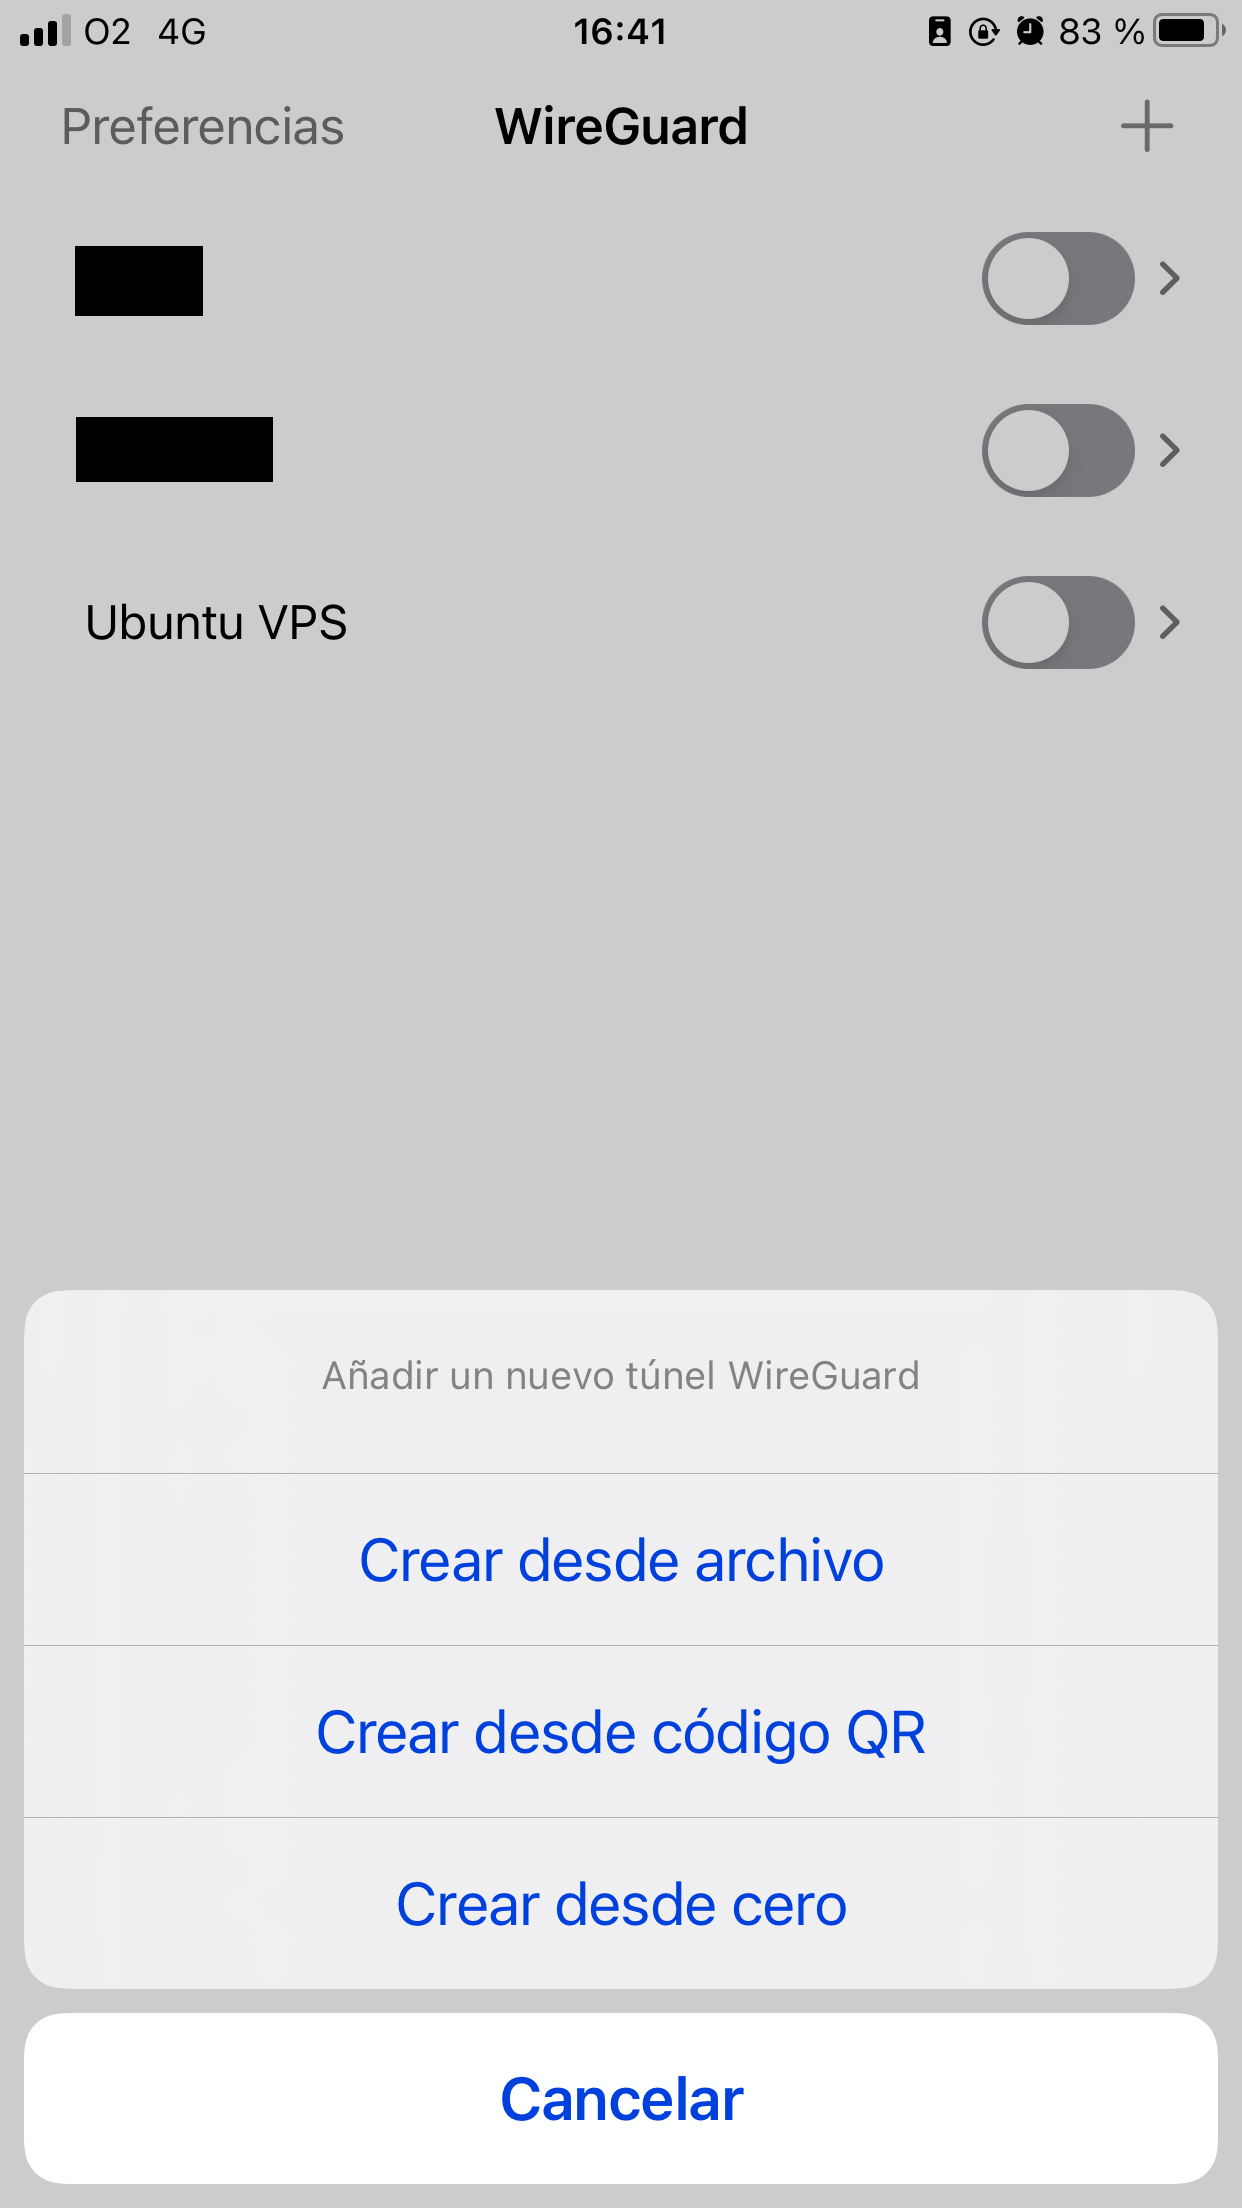 O2 4G 16:41 83 %
Preferencias WireGuard
Ubuntu VPS
Añadir un nuevo túnel WireGuard
Crear desde archivo
Crear desde código QR
Crear desde cero
Cancelar